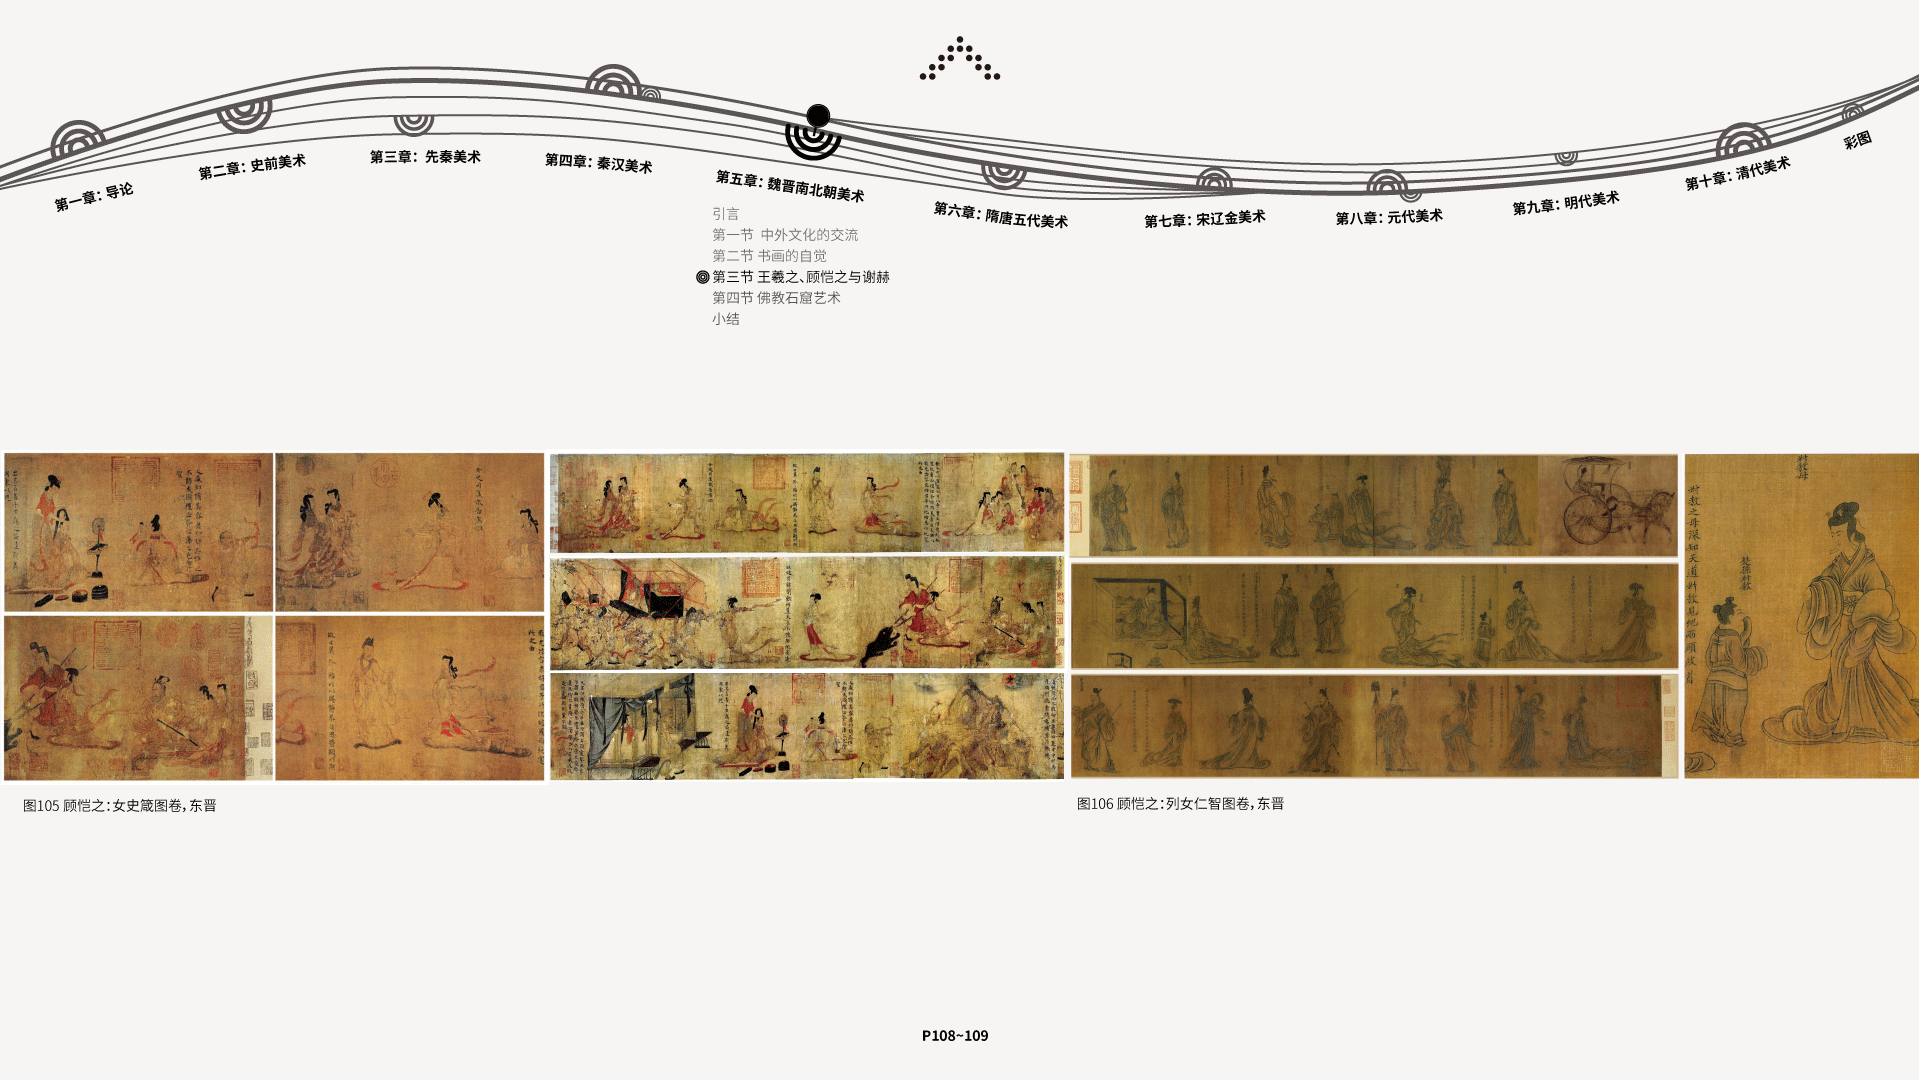 第一章：导论
第二章：史前美术
第三章：先秦美术
第四章：秦汉美术
第五章：魏晋南北朝美术
第六章：隋唐五代美术
第七章：宋辽金美术
第八章：元代美术
第九章：明代美术
第十章：清代美术
彩图
引言
第一节 中外文化的交流
第二节 书画的自觉
第三节 王羲之、顾恺之与谢赫
第四节 佛教石窟艺术
小结
图105 顾恺之：女史箴图卷，东晋
图106 顾恺之：列女仁智图卷，东晋
P108~109